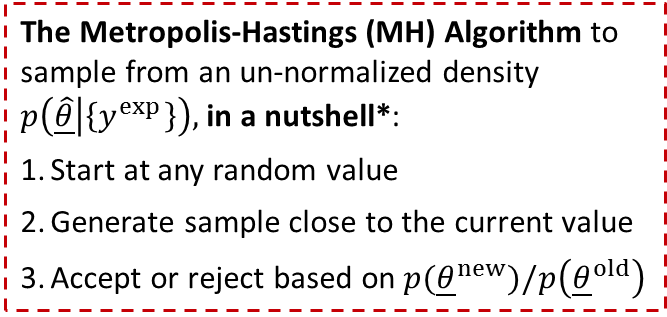 The Metropolis-Hastings (MH) Algorithm to
sample from an un-normalized density
p(θ̲̂|{y^exp}), in a nutshell*:
1. Start at any random value
2. Generate sample close to the current value
3. Accept or reject based on p(θ̲^new)/p(θ̲^old)